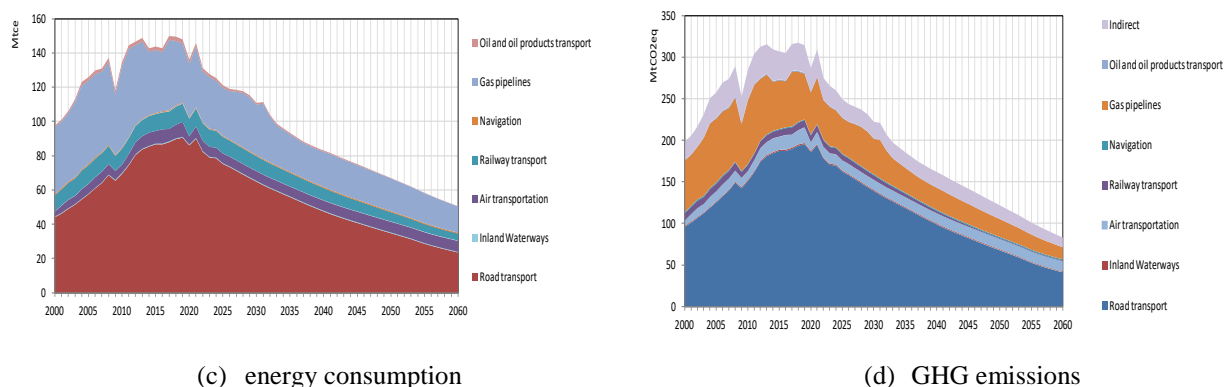 Mtce
160
140
120
100
80
60
40
20
0
2000 2005 2010 2015 2020 2025 2030 2035 2040 2045 2050 2055 2060
Oil and oil products transport
Gas pipelines
Navigation
Railway transport
Air transportation
Inland Waterways
Road transport
(c) energy consumption
MtCO2eq
350
300
250
200
150
100
50
0
2000 2005 2010 2015 2020 2025 2030 2035 2040 2045 2050 2055 2060
Indirect
Oil and oil products transport
Gas pipelines
Navigation
Railway transport
Air transportation
Inland Waterways
Road transport
(d) GHG emissions